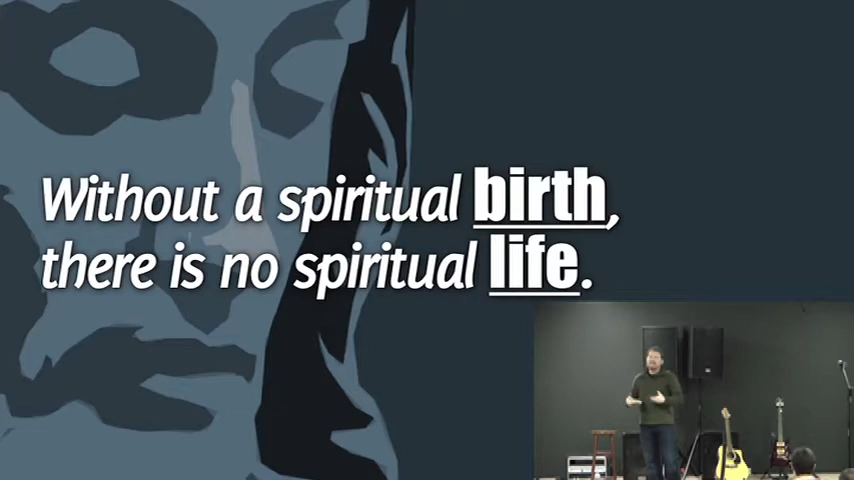 Without a spiritual birth,
there is no spiritual life.